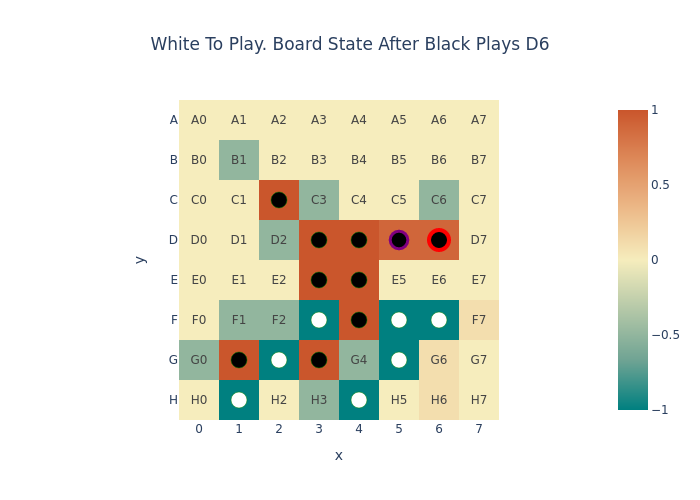 White To Play. Board State After Black Plays D6
A A0 A1 A2 A3 A4 A5 A6 A7
B B0 B1 B2 B3 B4 B5 B6 B7
C C0 C1 C3 C4 C5 C6 C7
D D0 D1 D2 D7
E E0 E1 E2 E5 E6 E7
F F0 F1 F2 F7
G G0 G4 G6 G7
H H0 H2 H3 H5 H6 H7
0 1 2 3 4 5 6 7
x
y
1
0.5
0
−0.5
−1